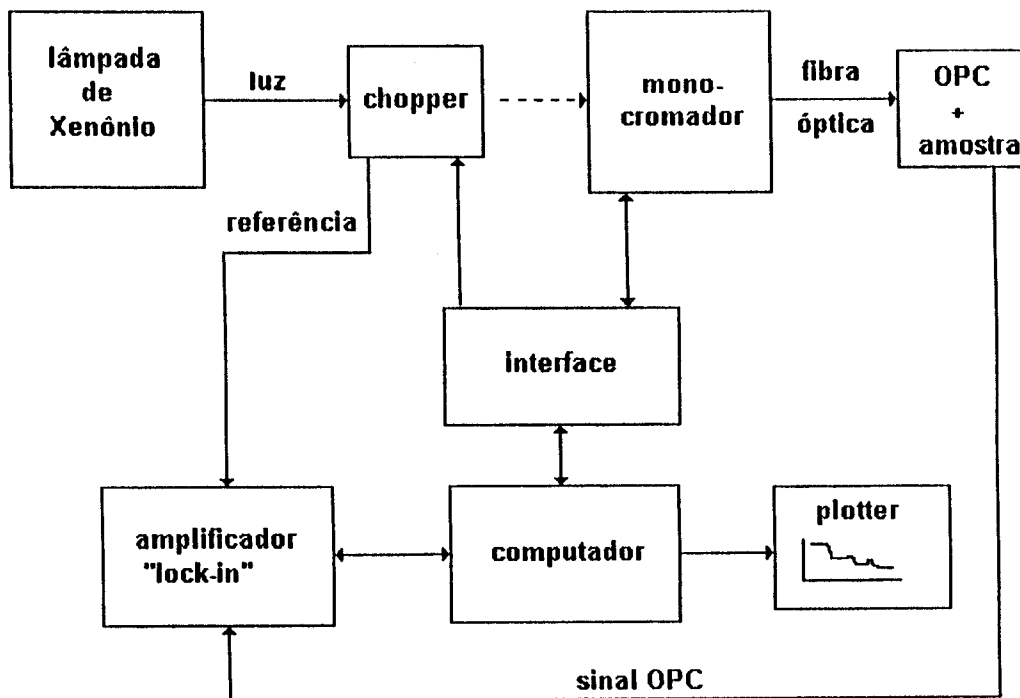 lâmpada
de
Xenônio
luz
chopper
mono-
cromador
fibra
óptica
OPC
+
amostra
referência
interface
amplificador
"lock-in"
computador
plotter
sinal OPC